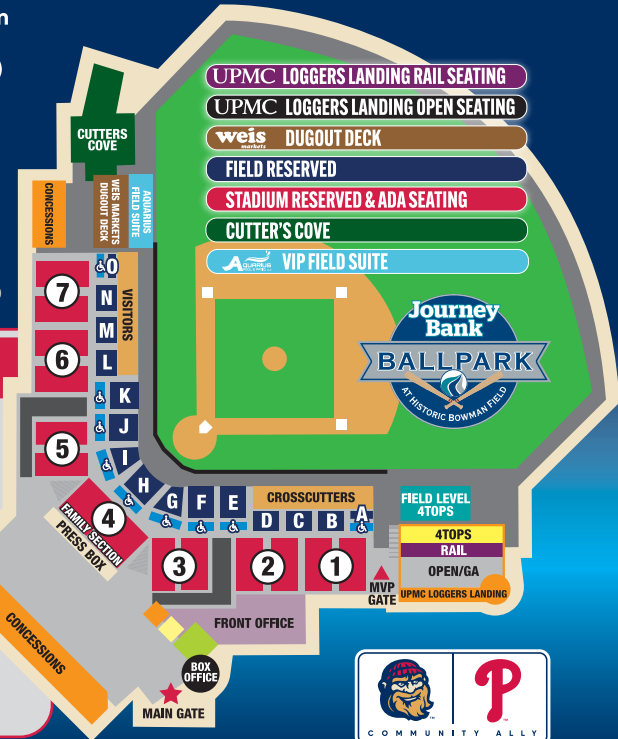 n
)
UPMC LOGGERS LANDING RAIL SEATING
UPMC LOGGERS LANDING OPEN SEATING
weis markets DUGOUT DECK
FIELD RESERVED
STADIUM RESERVED & ADA SEATING
CUTTER'S COVE
AQUARIUS VIP FIELD SUITE
CUTTERS
COVE
CONCESSIONS
WEIS MARKETS
DUGOUT DECK
AQUARIUS
FIELD SUITE
7
6
5
4
FAMILY SECTION
PRESS BOX
3
2
1
O
N
M
L
K
J
I
H
G
F
E
D
C
B
A
VISITORS
CROSSCUTTERS
Journey
Bank
BALLPARK
AT HISTORIC BOWMAN FIELD
FIELD LEVEL
4TOPS
4TOPS
RAIL
OPEN/GA
UPMC LOGGERS LANDING
MVP
GATE
FRONT OFFICE
BOX
OFFICE
MAIN GATE
CONCESSIONS
P
COMMUNITY ALLY